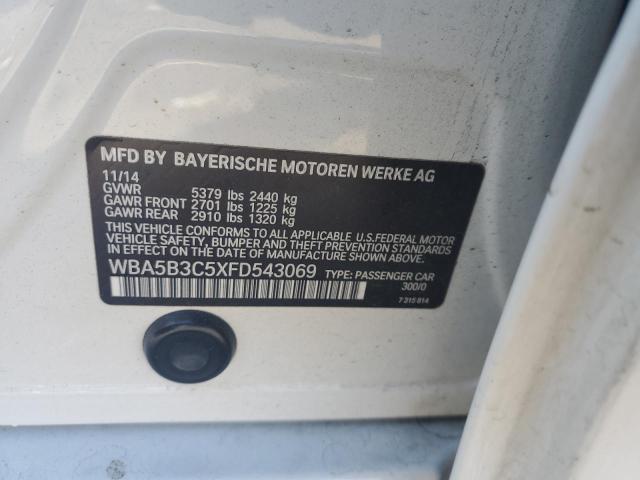 MFD BY BAYERISCHE MOTOREN WERKE AG
11/14
GVWR 5379 lbs 2440 kg
GAWR FRONT 2701 lbs 1225 kg
GAWR REAR 2910 lbs 1320 kg
THIS VEHICLE CONFORMS TO ALL APPLICABLE U.S.FEDERAL MOTOR
VEHICLE SAFETY, BUMPER AND THEFT PREVENTION STANDARDS
IN EFFECT ON THE DATE OF MANUFACTURE SHOWN ABOVE.
WBA5B3C5XFD543069 TYPE: PASSENGER CAR
300/0
7 315 814